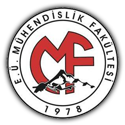 E.Ü. MÜHENDİSLİK FAKÜLTESİ
MF
1978